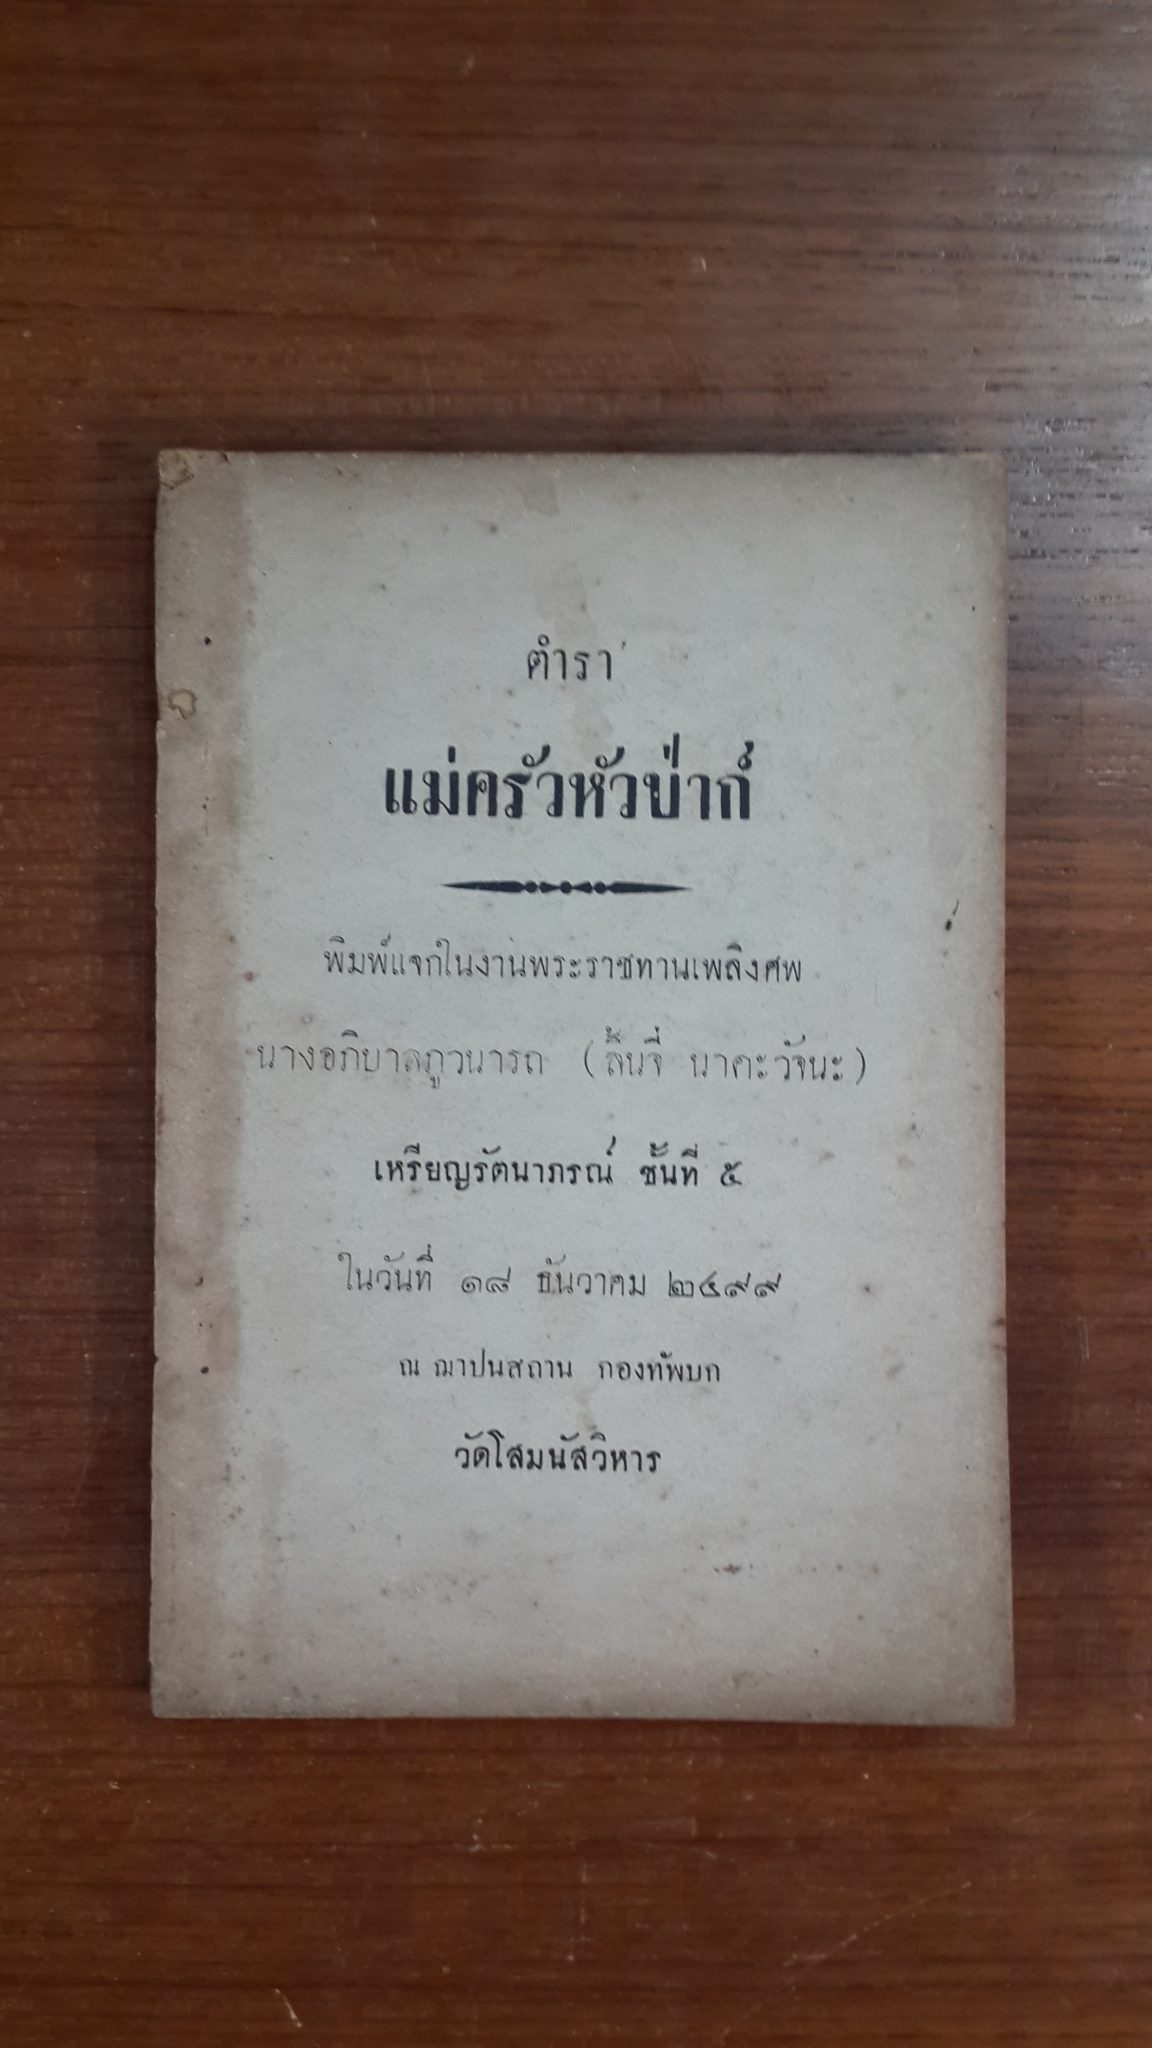 ตำรา
แม่ครัวหัวป่าก์
พิมพ์แจกในงานพระราชทานเพลิงศพ
นางอภิบาลภูวนารถ (ลิ้นจี่ นาคะวัจนะ)
เหรียญรัตนาภรณ์ ชั้นที่ ๕
ในวันที่ ๑๘ ธันวาคม ๒๔๙๙
ณ ฌาปนสถาน กองทัพบก
วัดโสมนัสวิหาร